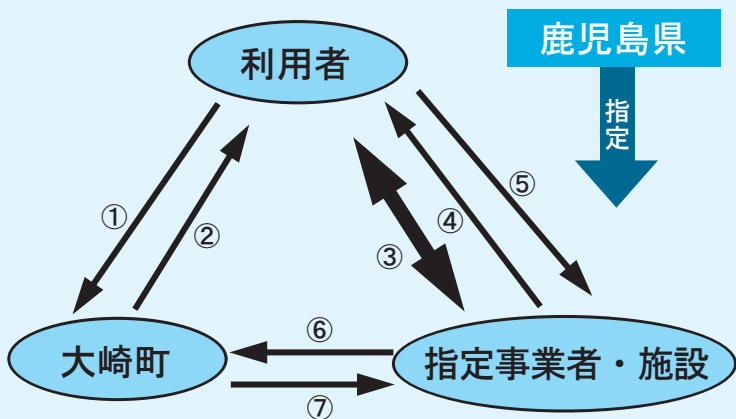 鹿児島県
利用者
指定
①
②
③
④
⑤
大崎町
⑥
⑦
指定事業者・施設